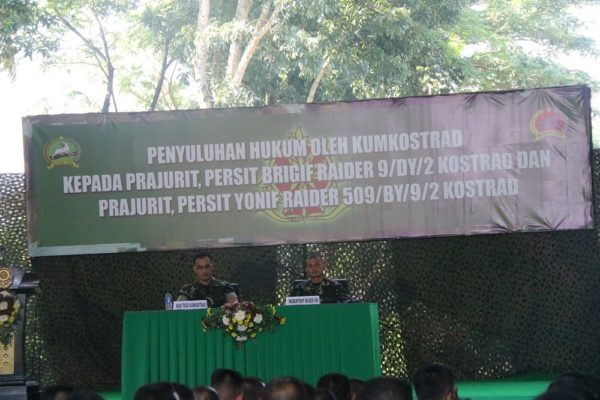 PENYULUHAN HUKUM OLEH KUMKOSTRAD
KEPADA PRAJURIT, PERSIT BRIGIF RAIDER 9/DY/2 KOSTRAD DAN
PRAJURIT, PERSIT YONIF RAIDER 509/BY/9/2 KOSTRAD
KUMKOSTRAD